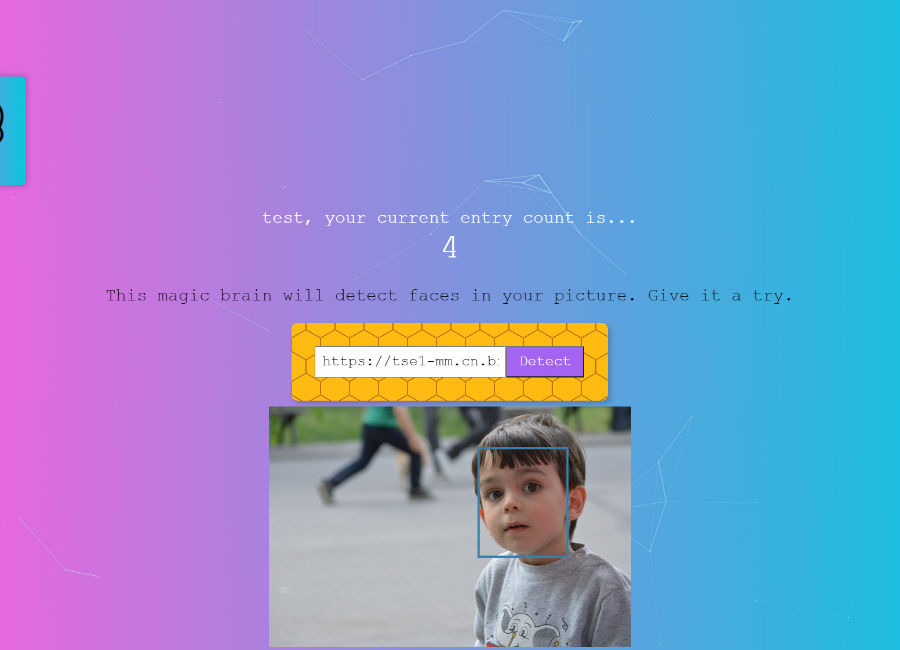 test, your current entry count is...
4
This magic brain will detect faces in your picture. Give it a try.
https://tse1-mm.cn.b
Detect